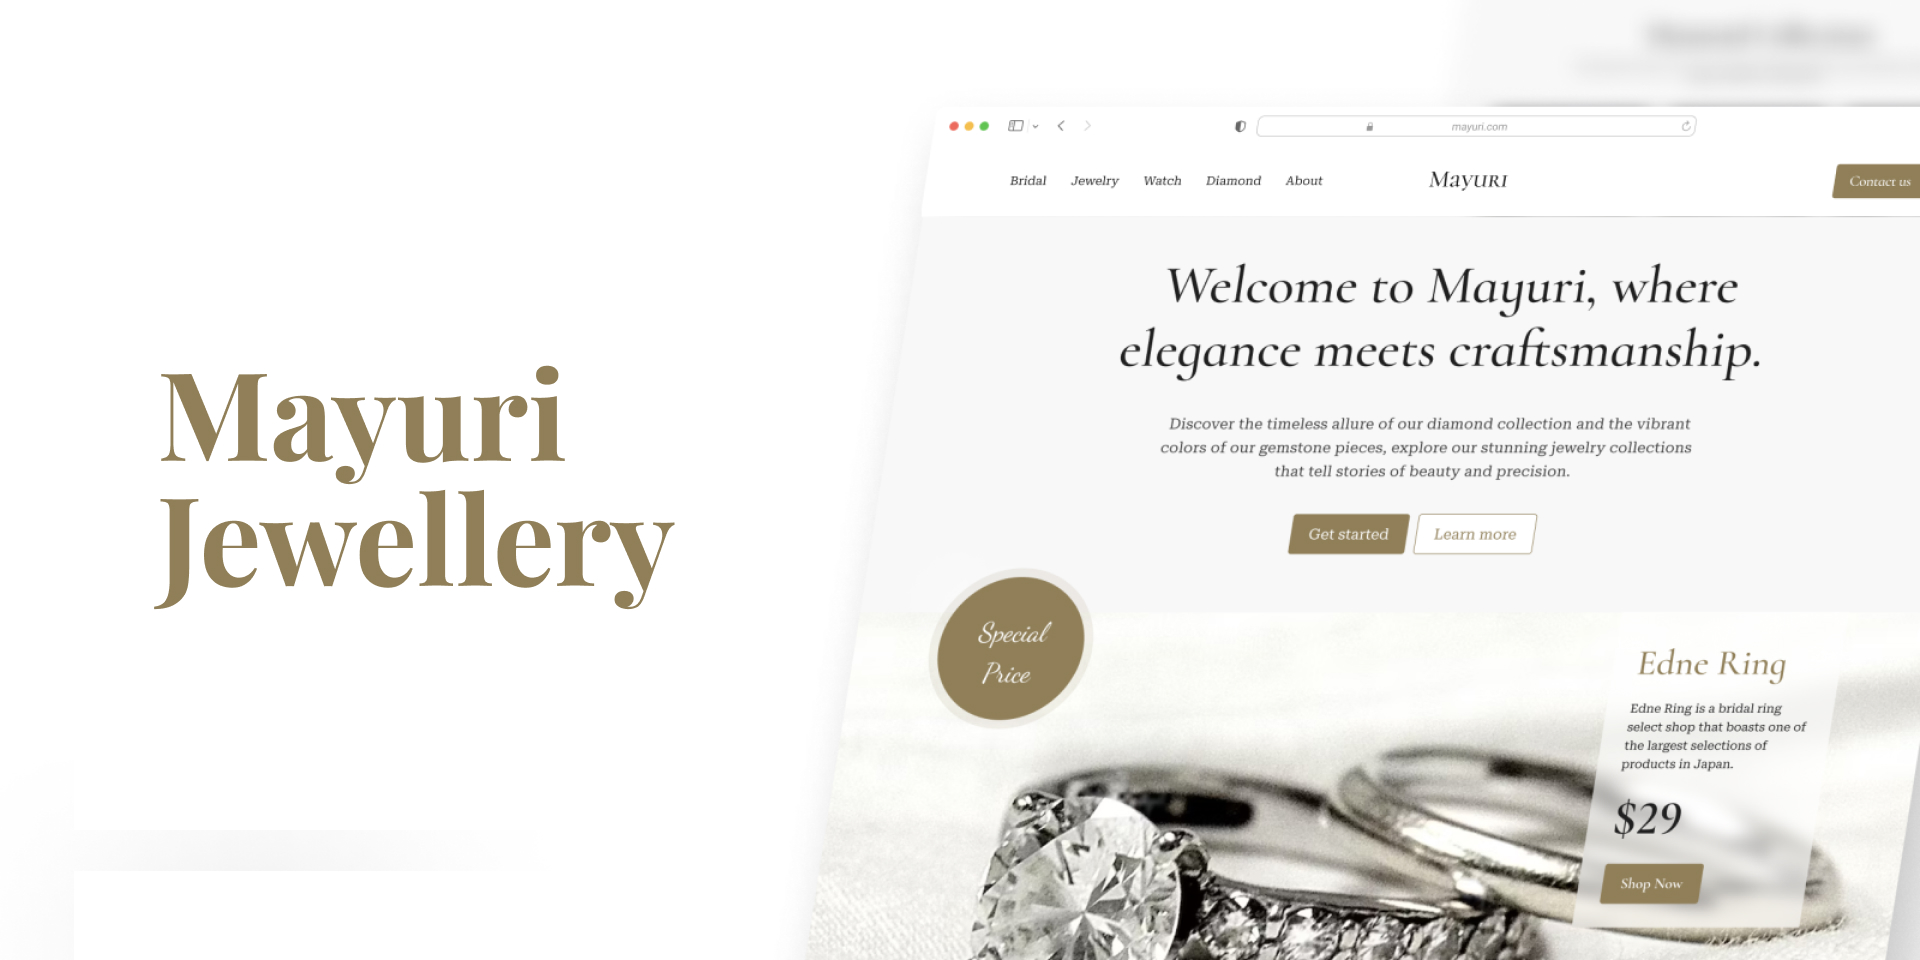 Mayuri
Jewellery
mayuri.com
Bridal Jewelry Watch Diamond About
Mayuri
Contact us
Welcome to Mayuri, where
elegance meets craftsmanship.
Discover the timeless allure of our diamond collection and the vibrant
colors of our gemstone pieces, explore our stunning jewelry collections
that tell stories of beauty and precision.
Get started
Learn more
Special
Price
Edne Ring
Edne Ring is a bridal ring
select shop that boasts one of
the largest selections of
products in Japan.
$29
Shop Now